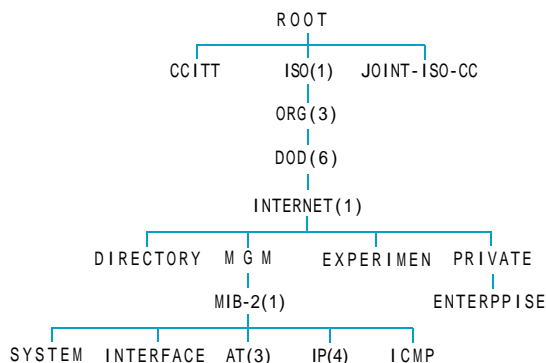 ROOT
CCITT ISO(1) JOINT-ISO-CC
ORG(3)
DOD(6)
INTERNET(1)
DIRECTORY MGM EXPERIMEN PRIVATE
MIB-2(1) ENTERPPISE
SYSTEM INTERFACE AT(3) IP(4) ICMP